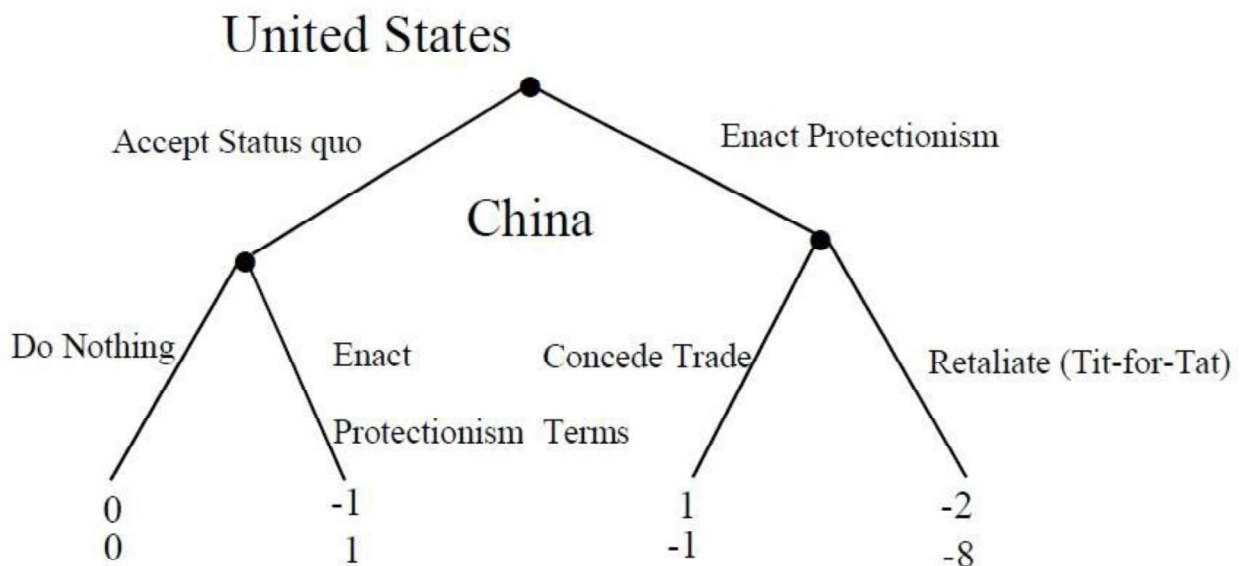 United States
Accept Status quo
Enact Protectionism
China
Do Nothing
Enact
Protectionism
Concede Trade
Terms
Retaliate (Tit-for-Tat)
0 -1 1 -2
0 1 -1 -8